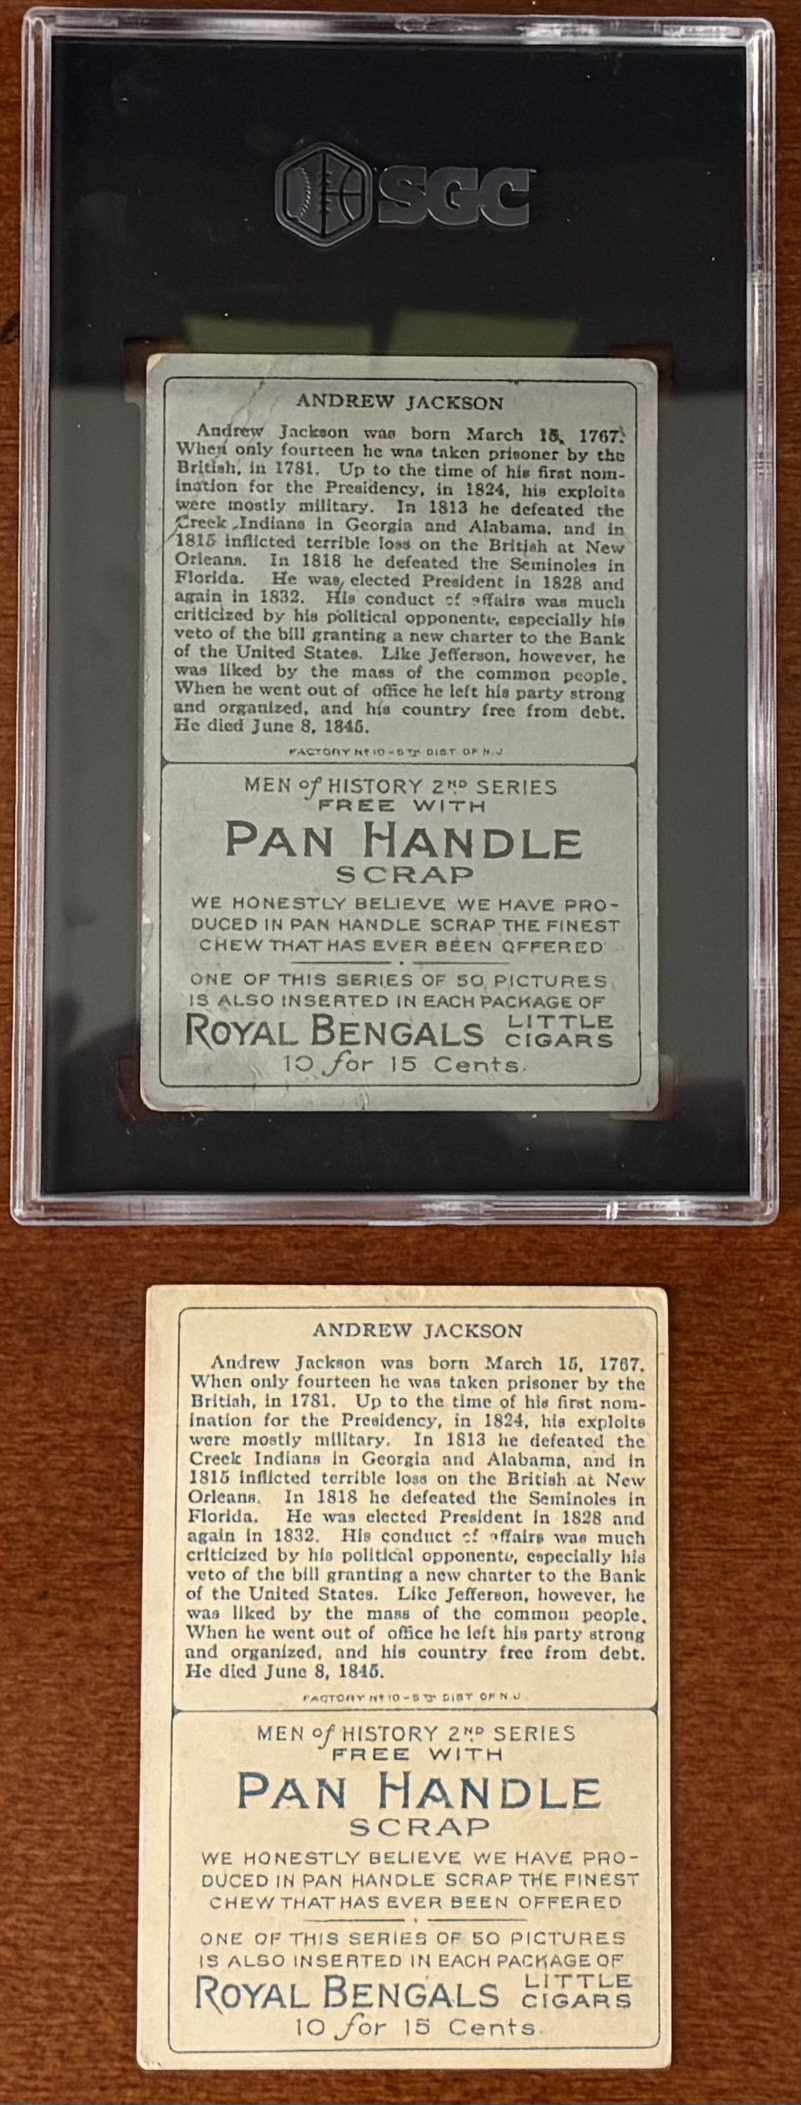 SGC
ANDREW JACKSON
Andrew Jackson was born March 15, 1767.
When only fourteen he was taken prisoner by the
British, in 1781. Up to the time of his first nom-
ination for the Presidency, in 1824, his exploits
were mostly military. In 1813 he defeated the
Creek Indians in Georgia and Alabama, and in
1815 inflicted terrible loss on the British at New
Orleans. In 1818 he defeated the Seminoles in
Florida. He was elected President in 1828 and
again in 1832. His conduct of affairs was much
criticized by his political opponents, especially his
veto of the bill granting a new charter to the Bank
of the United States. Like Jefferson, however, he
was liked by the mass of the common people.
When he went out of office he left his party strong
and organized, and his country free from debt.
He died June 8, 1845.
FACTORY Nº 10-5TH DIST. OF N.J.
MEN of HISTORY 2ND SERIES
FREE WITH
PAN HANDLE
SCRAP
WE HONESTLY BELIEVE WE HAVE PRO-
DUCED IN PAN HANDLE SCRAP THE FINEST
CHEW THAT HAS EVER BEEN OFFERED
ONE OF THIS SERIES OF 50 PICTURES
IS ALSO INSERTED IN EACH PACKAGE OF
ROYAL BENGALS LITTLE CIGARS
10 for 15 Cents.
ANDREW JACKSON
Andrew Jackson was born March 15, 1767.
When only fourteen he was taken prisoner by the
British, in 1781. Up to the time of his first nom-
ination for the Presidency, in 1824, his exploits
were mostly military. In 1813 he defeated the
Creek Indians in Georgia and Alabama, and in
1815 inflicted terrible loss on the British at New
Orleans. In 1818 he defeated the Seminoles in
Florida. He was elected President in 1828 and
again in 1832. His conduct of affairs was much
criticized by his political opponents, especially his
veto of the bill granting a new charter to the Bank
of the United States. Like Jefferson, however, he
was liked by the mass of the common people.
When he went out of office he left his party strong
and organized, and his country free from debt.
He died June 8, 1845.
FACTORY Nº 10-5TH DIST OF N.J
MEN of HISTORY 2ND SERIES
FREE WITH
PAN HANDLE
SCRAP
WE HONESTLY BELIEVE WE HAVE PRO-
DUCED IN PAN HANDLE SCRAP THE FINEST
CHEW THAT HAS EVER BEEN OFFERED
ONE OF THIS SERIES OF 50 PICTURES
IS ALSO INSERTED IN EACH PACKAGE OF
ROYAL BENGALS LITTLE CIGARS
10 for 15 Cents.